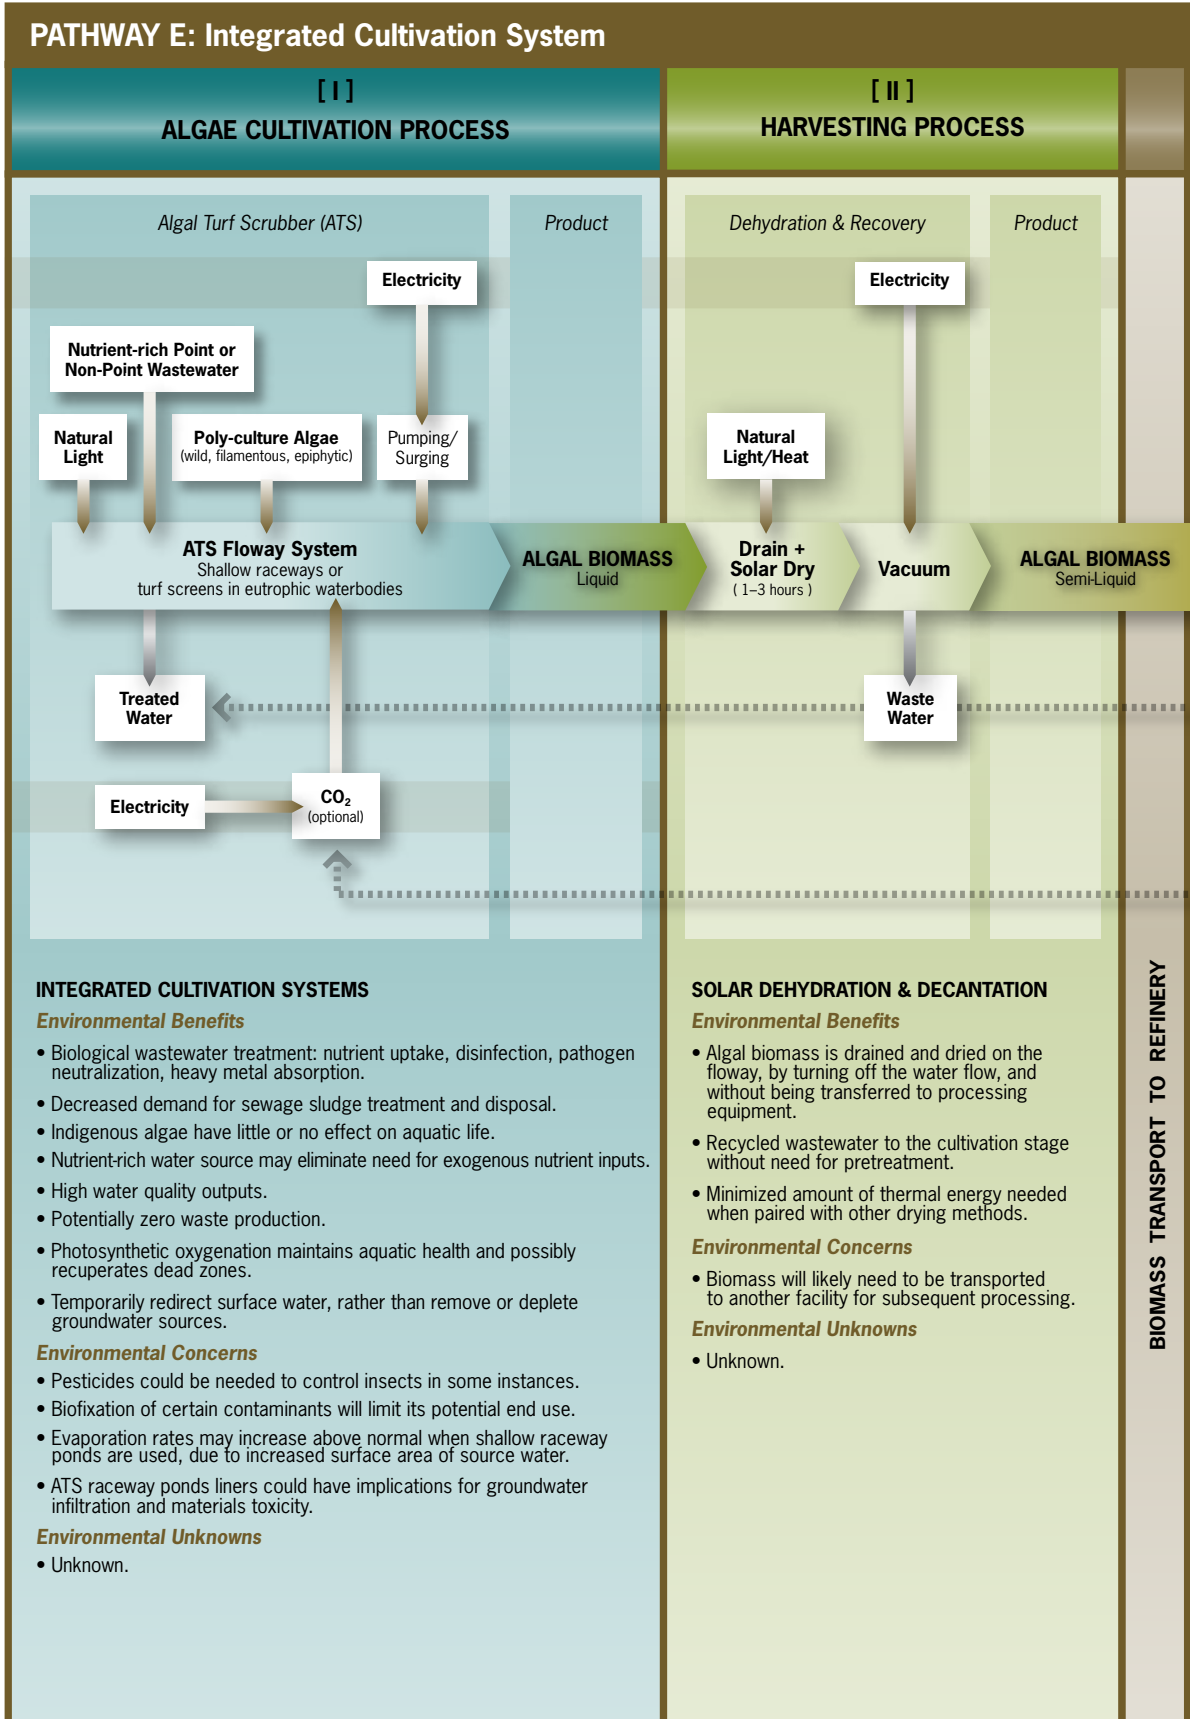 PATHWAY E: Integrated Cultivation System
[ I ]
ALGAE CULTIVATION PROCESS
[ II ]
HARVESTING PROCESS
Algal Turf Scrubber (ATS)
Product
Dehydration & Recovery
Product
Electricity
Electricity
Nutrient-rich Point or
Non-Point Wastewater
Natural
Light
Poly-culture Algae
(wild, filamentous, epiphytic)
Pumping/
Surging
Natural
Light/Heat
ATS Floway System
Shallow raceways or
turf screens in eutrophic waterbodies
ALGAL BIOMASS
Liquid
Drain +
Solar Dry
( 1–3 hours )
Vacuum
ALGAL BIOMASS
Semi-Liquid
Treated
Water
Waste
Water
Electricity
CO₂
(optional)
INTEGRATED CULTIVATION SYSTEMS
Environmental Benefits
• Biological wastewater treatment: nutrient uptake, disinfection, pathogen
neutralization, heavy metal absorption.
• Decreased demand for sewage sludge treatment and disposal.
• Indigenous algae have little or no effect on aquatic life.
• Nutrient-rich water source may eliminate need for exogenous nutrient inputs.
• High water quality outputs.
• Potentially zero waste production.
• Photosynthetic oxygenation maintains aquatic health and possibly
recuperates dead zones.
• Temporarily redirect surface water, rather than remove or deplete
groundwater sources.
Environmental Concerns
• Pesticides could be needed to control insects in some instances.
• Biofixation of certain contaminants will limit its potential end use.
• Evaporation rates may increase above normal when shallow raceway
ponds are used, due to increased surface area of source water.
• ATS raceway ponds liners could have implications for groundwater
infiltration and materials toxicity.
Environmental Unknowns
• Unknown.
SOLAR DEHYDRATION & DECANTATION
Environmental Benefits
• Algal biomass is drained and dried on the
floway, by turning off the water flow, and
without being transferred to processing
equipment.
• Recycled wastewater to the cultivation stage
without need for pretreatment.
• Minimized amount of thermal energy needed
when paired with other drying methods.
Environmental Concerns
• Biomass will likely need to be transported
to another facility for subsequent processing.
Environmental Unknowns
• Unknown.
BIOMASS TRANSPORT TO REFINERY